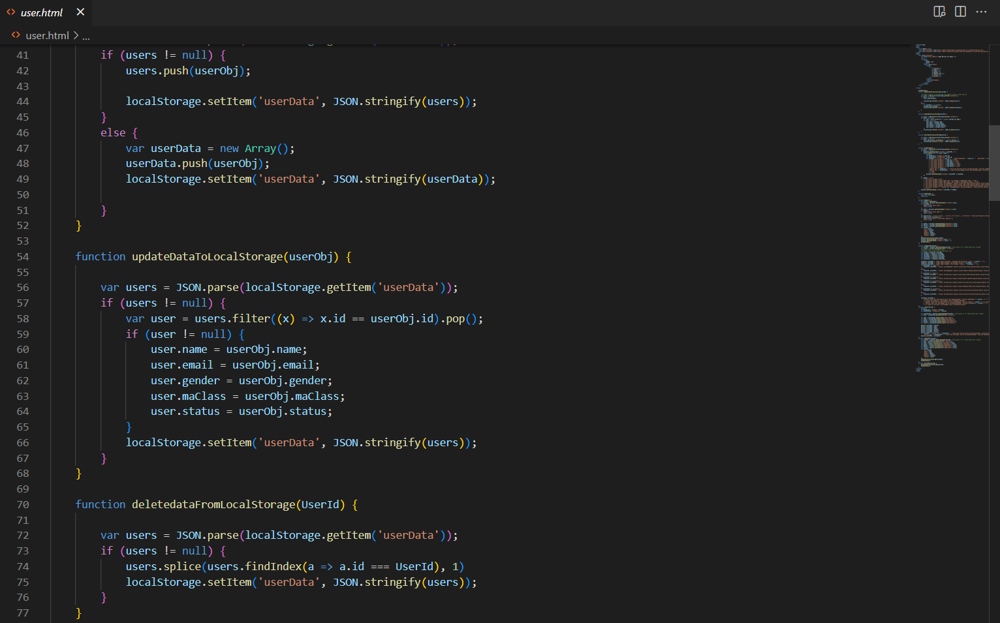 user.html
user.html > ...
41 if (users != null) {
42 users.push(userObj);
43
44 localStorage.setItem('userData', JSON.stringify(users));
45 }
46 else {
47 var userData = new Array();
48 userData.push(userObj);
49 localStorage.setItem('userData', JSON.stringify(userData));
50
51 }
52 }
53
54 function updateDataToLocalStorage(userObj) {
55
56 var users = JSON.parse(localStorage.getItem('userData'));
57 if (users != null) {
58 var user = users.filter((x) => x.id == userObj.id).pop();
59 if (user != null) {
60 user.name = userObj.name;
61 user.email = userObj.email;
62 user.gender = userObj.gender;
63 user.maClass = userObj.maClass;
64 user.status = userObj.status;
65 }
66 localStorage.setItem('userData', JSON.stringify(users));
67 }
68 }
69
70 function deletedataFromLocalStorage(UserId) {
71
72 var users = JSON.parse(localStorage.getItem('userData'));
73 if (users != null) {
74 users.splice(users.findIndex(a => a.id === UserId), 1)
75 localStorage.setItem('userData', JSON.stringify(users));
76 }
77 }